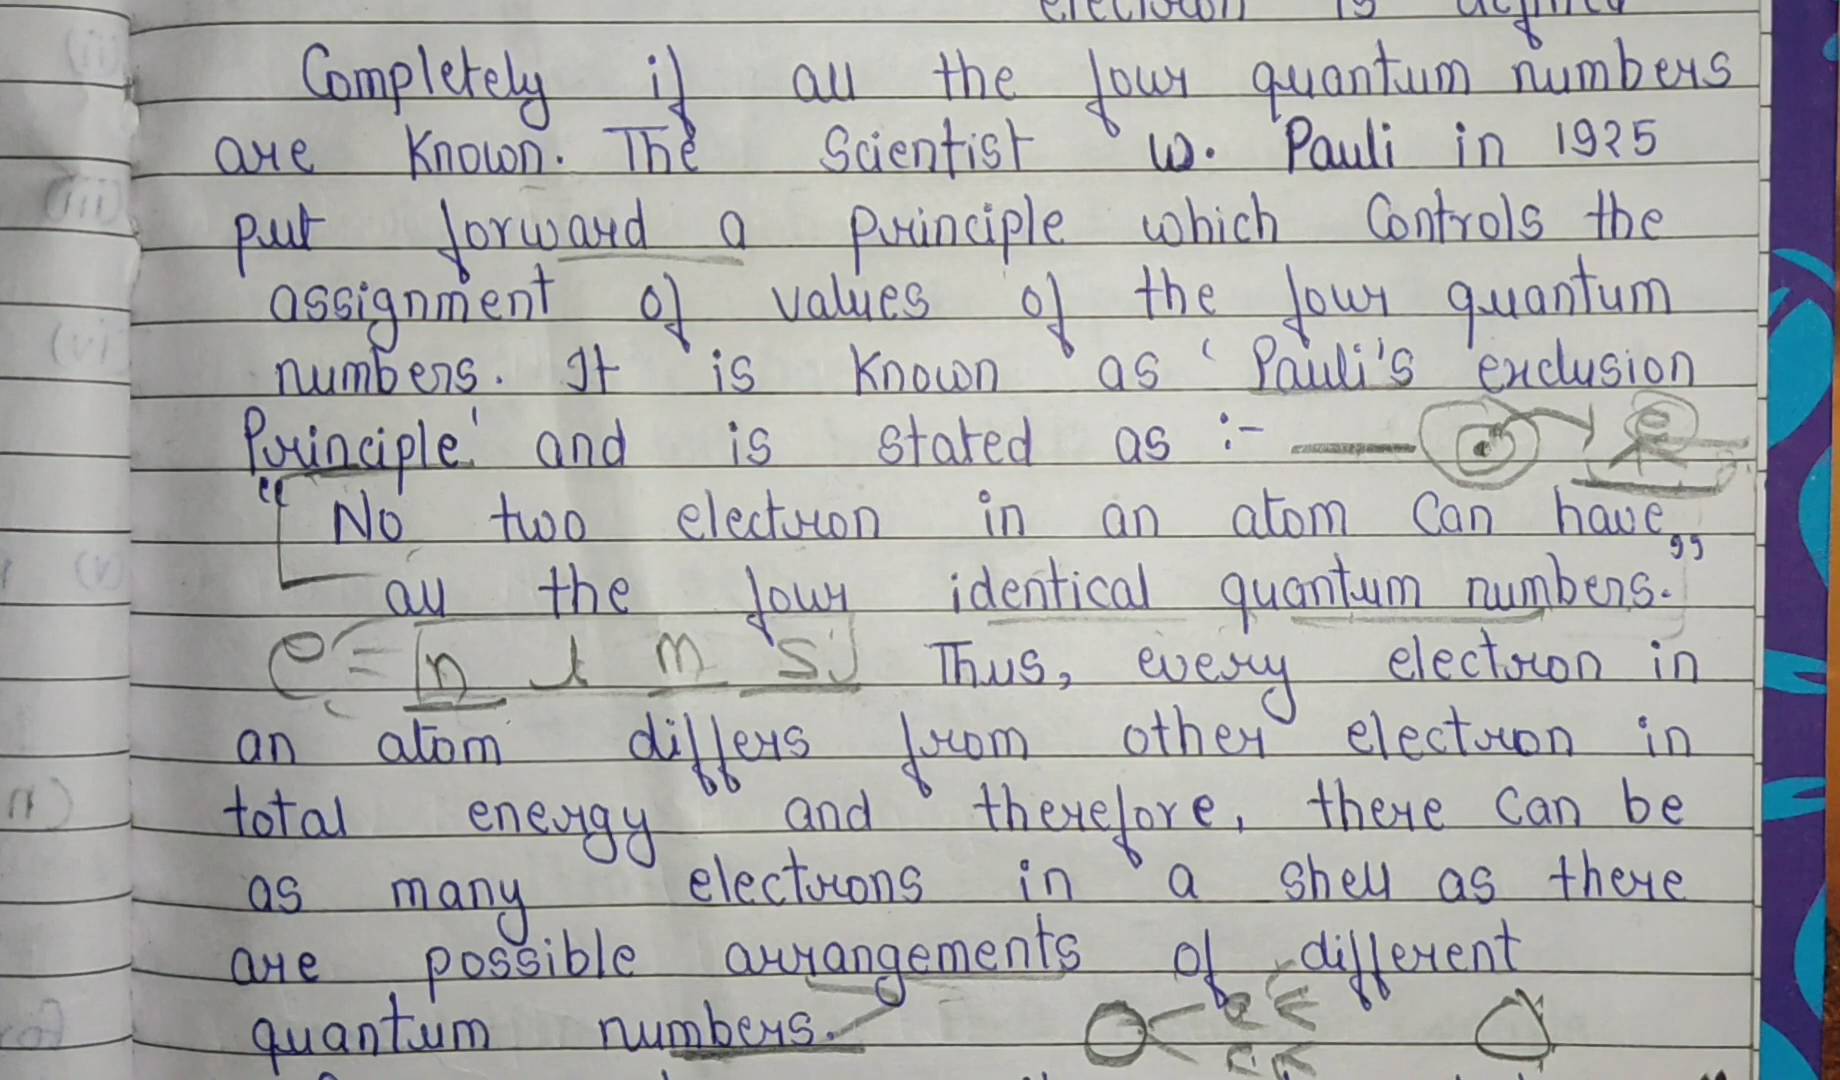 electron is defined
Completely if all the four quantum numbers
are Known. The Scientist W. Pauli in 1925
put forward a principle which Controls the
assignment of values of the four quantum
numbers. It is Known as 'Pauli's exclusion
Principle' and is stated as :-
"No two electron in an atom Can have
all the four identical quantum numbers."
e = n l m s Thus, every electron in
an atom differs from other electron in
total energy and therefore, there Can be
as many electrons in a shell as there
are possible arrangements of different
quantum numbers.